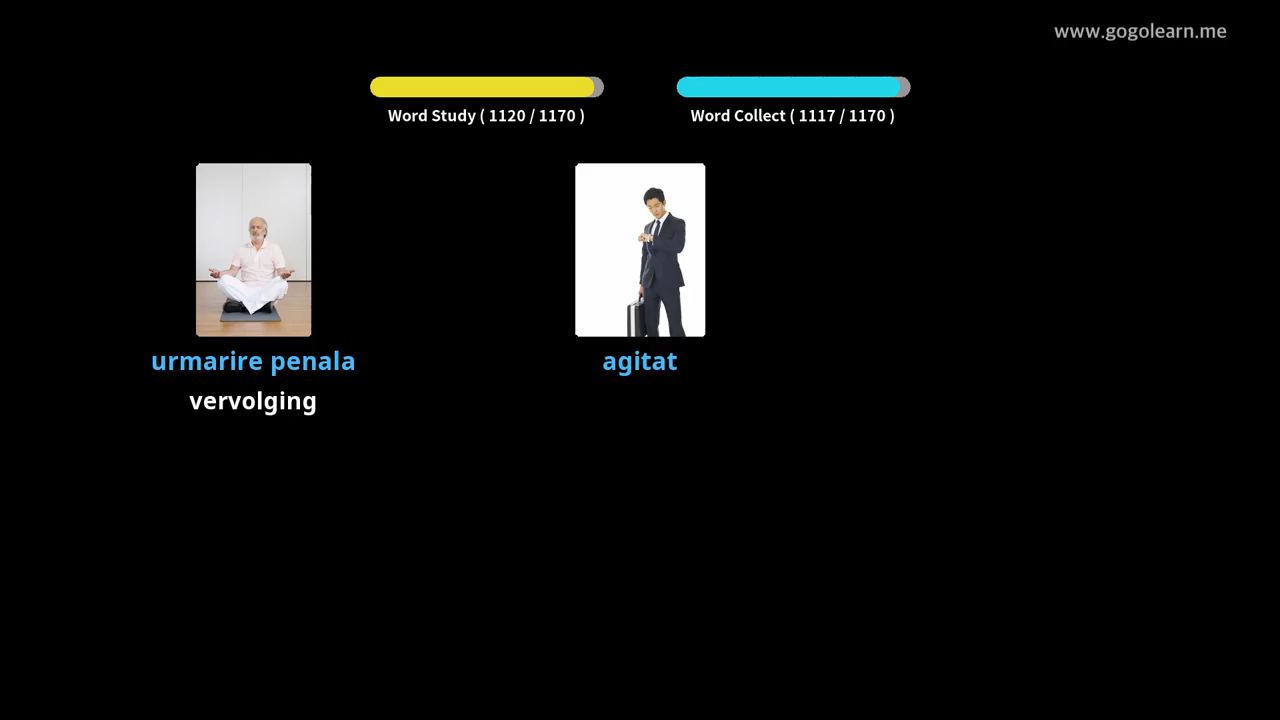 www.gogolearn.me
Word Study ( 1120 / 1170 )
Word Collect ( 1117 / 1170 )
urmarire penala
agitat
vervolging